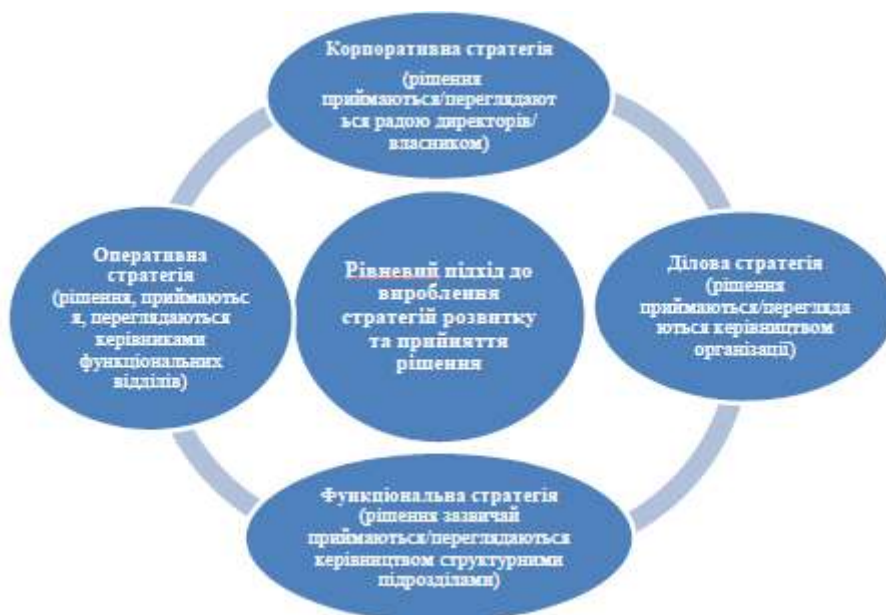 Корпоративна стратегія
(рішення
приймаються/переглядают
ься радою директорів/
власником)
Оперативна
стратегія
(рішення, приймаютьс
я, переглядаються
керівниками
функціональних
відділів)
Рівневий підхід до
вироблення
стратегій розвитку
та прийняття
рішення
Ділова стратегія
(рішення
приймаються/перегляда
ються керівництвом
організації)
Функціональна стратегія
(рішення зазвичай
приймаються/переглядаються
керівництвом структурними
підрозділами)